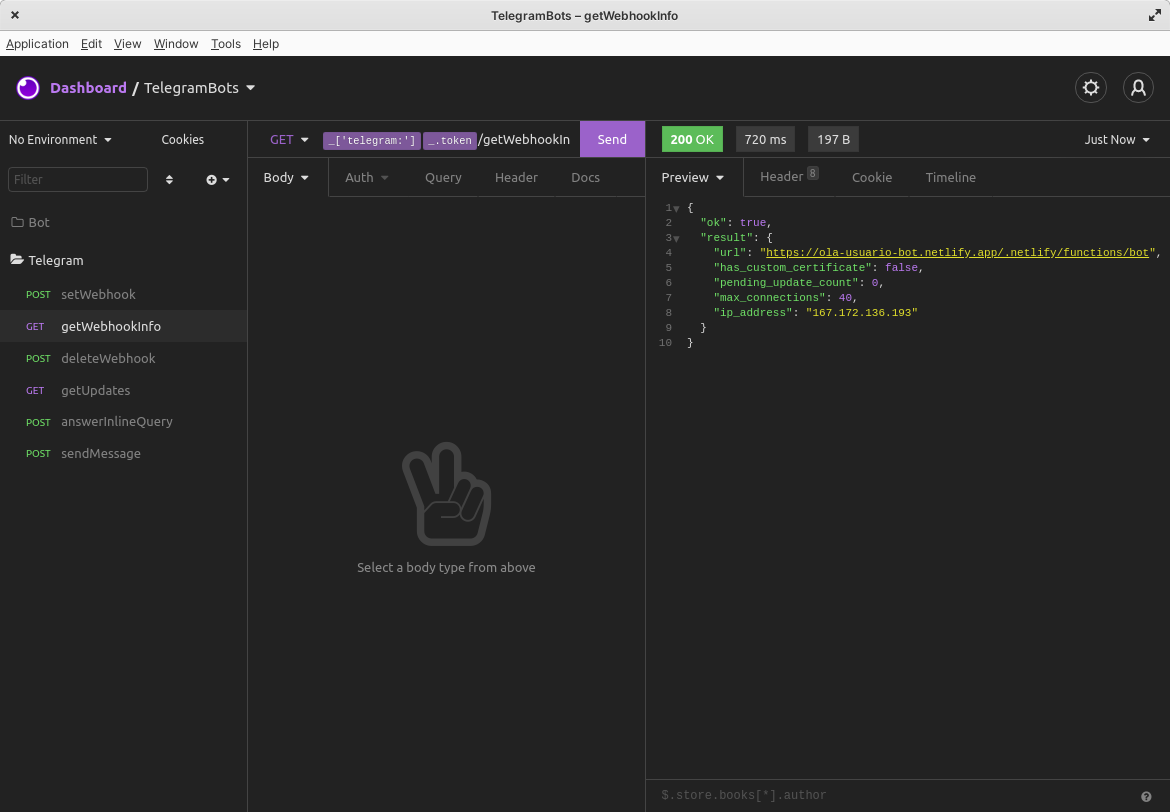 TelegramBots – getWebhookInfo
Application Edit View Window Tools Help
Dashboard / TelegramBots
No Environment Cookies
Filter
Bot
Telegram
POST setWebhook
GET getWebhookInfo
POST deleteWebhook
GET getUpdates
POST answerInlineQuery
POST sendMessage
GET _['telegram:'] _.token /getWebhookIn Send
Body Auth Query Header Docs
Select a body type from above
200 OK 720 ms 197 B Just Now
Preview Header 8 Cookie Timeline
1 {
2 "ok": true,
3 "result": {
4 "url": "https://ola-usuario-bot.netlify.app/.netlify/functions/bot",
5 "has_custom_certificate": false,
6 "pending_update_count": 0,
7 "max_connections": 40,
8 "ip_address": "167.172.136.193"
9 }
10 }
$.store.books[*].author